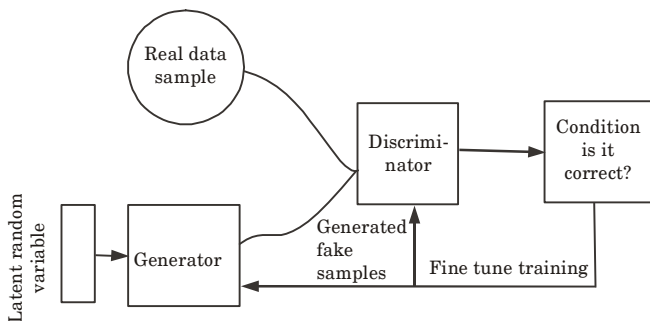 Real data
sample
Discrimi-
nator
Condition
is it
correct?
Latent random
variable
Generator
Generated
fake
samples
Fine tune training